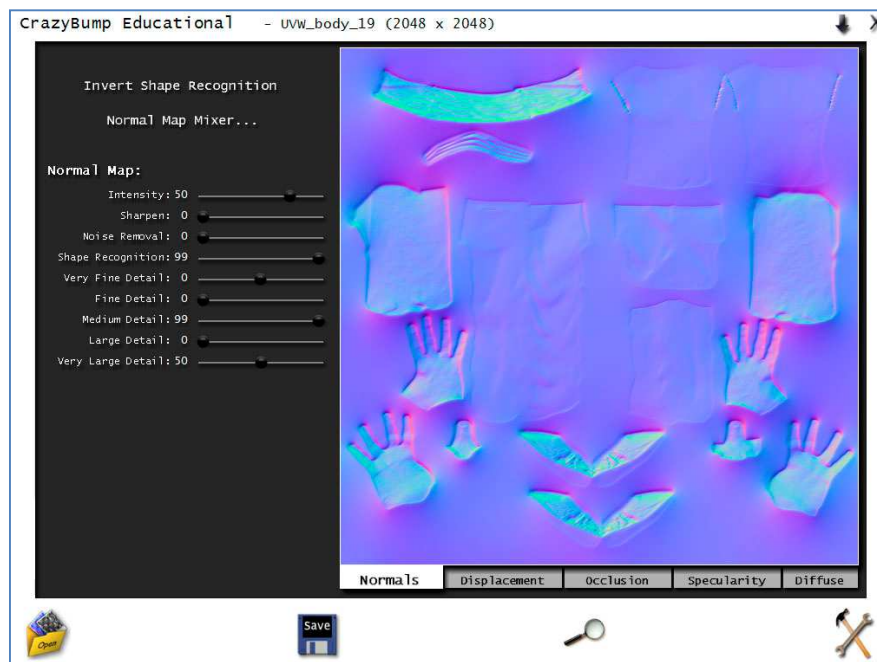 CrazyBump Educational - UVW_body_19 (2048 x 2048) X
Invert Shape Recognition
Normal Map Mixer...
Normal Map:
Intensity: 50
Sharpen: 0
Noise Removal: 0
Shape Recognition: 99
Very Fine Detail: 0
Fine Detail: 0
Medium Detail: 99
Large Detail: 0
Very Large Detail: 50
Normals Displacement Occlusion Specularity Diffuse
Open Save